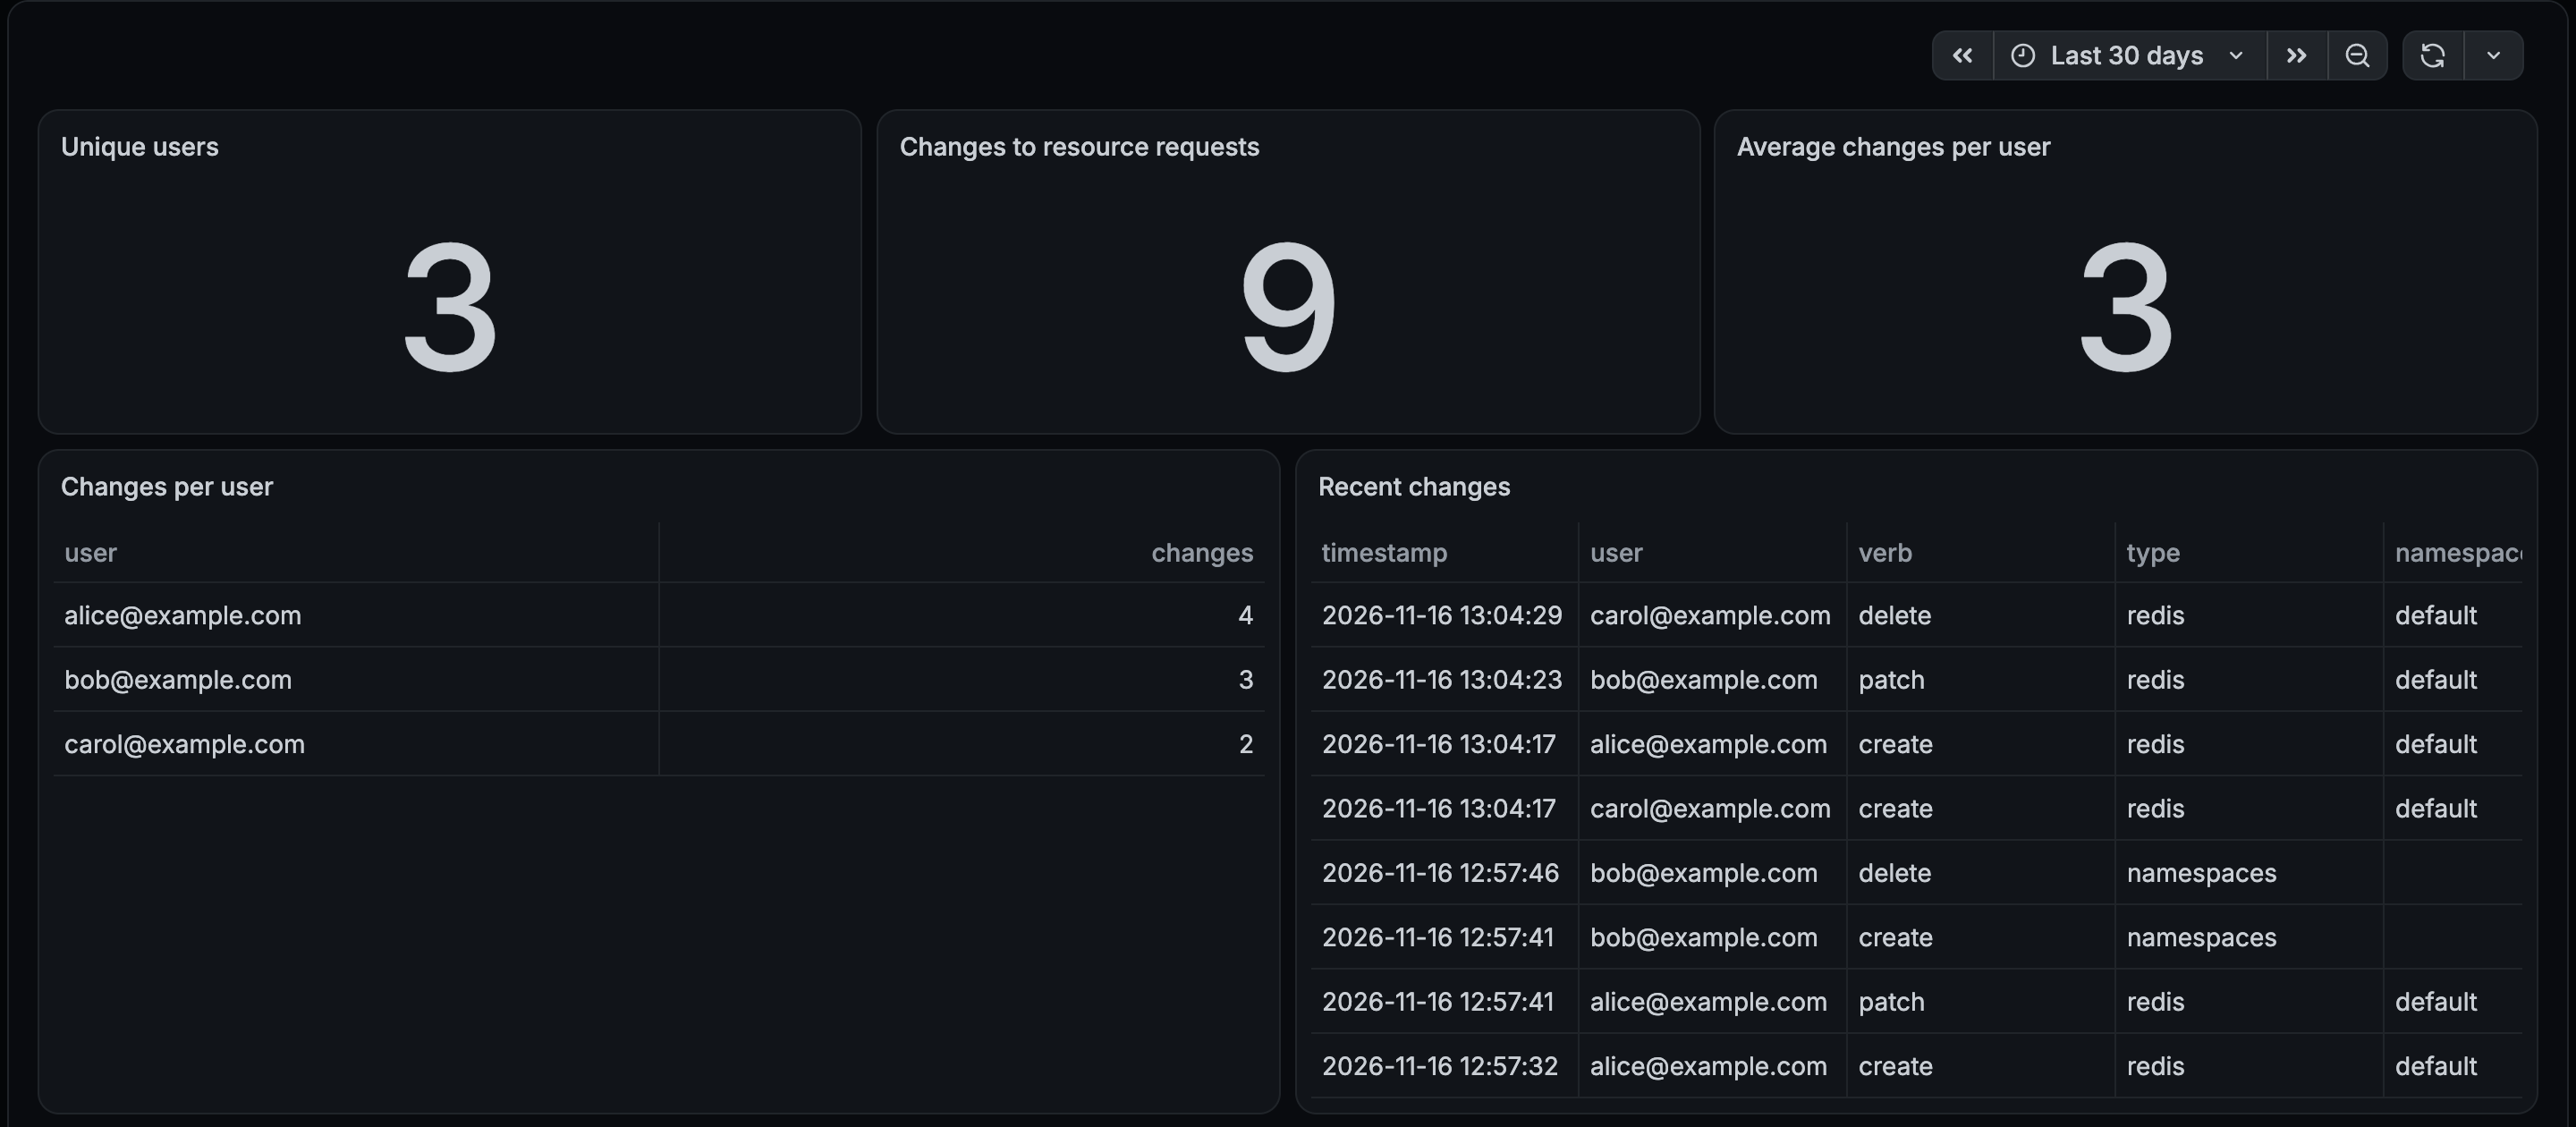 Last 30 days
Unique users
3
Changes to resource requests
9
Average changes per user
3
Changes per user
user changes
alice@example.com 4
bob@example.com 3
carol@example.com 2
Recent changes
timestamp user verb type namespac
2026-11-16 13:04:29 carol@example.com delete redis default
2026-11-16 13:04:23 bob@example.com patch redis default
2026-11-16 13:04:17 alice@example.com create redis default
2026-11-16 13:04:17 carol@example.com create redis default
2026-11-16 12:57:46 bob@example.com delete namespaces
2026-11-16 12:57:41 bob@example.com create namespaces
2026-11-16 12:57:41 alice@example.com patch redis default
2026-11-16 12:57:32 alice@example.com create redis default